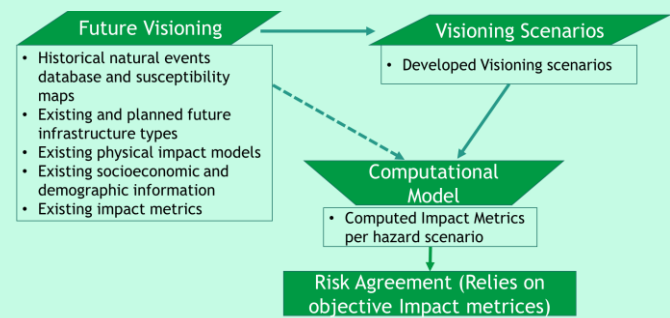 Future Visioning
• Historical natural events
database and susceptibility
maps
• Existing and planned future
infrastructure types
• Existing physical impact models
• Existing socioeconomic and
demographic information
• Existing impact metrics
Visioning Scenarios
• Developed Visioning scenarios
Computational
Model
• Computed Impact Metrics
per hazard scenario
Risk Agreement (Relies on
objective Impact metrices)